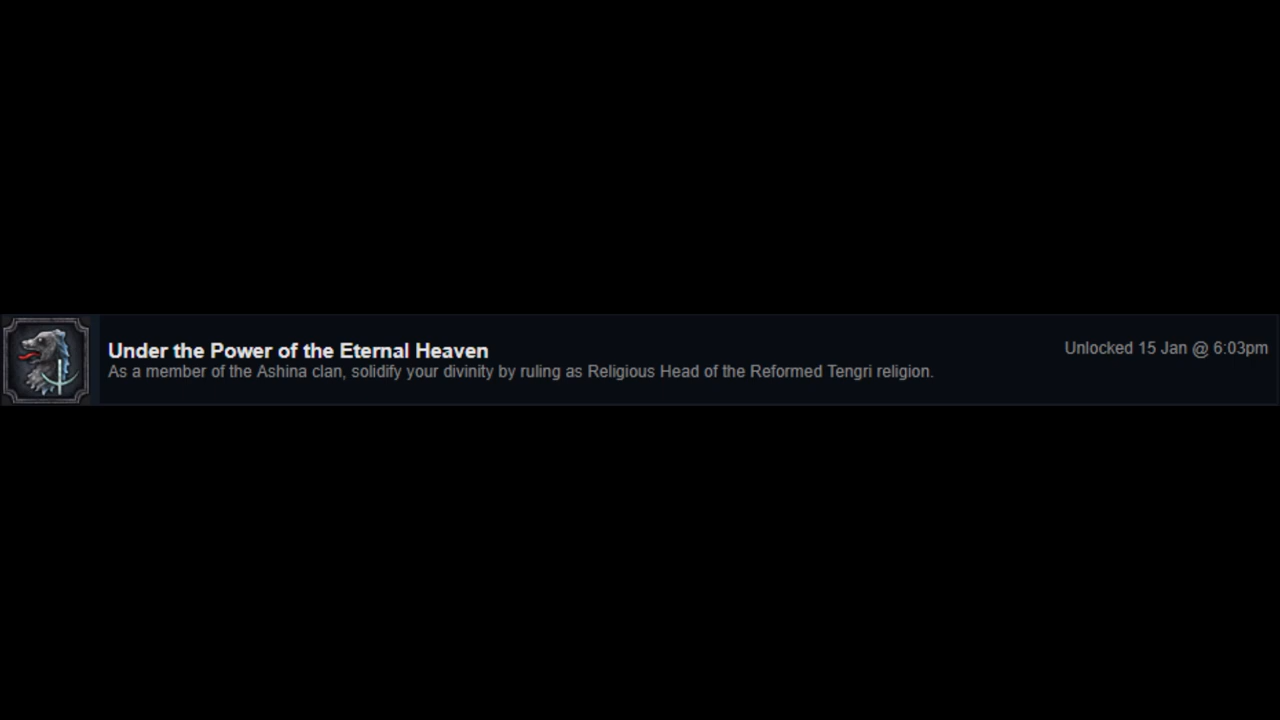 Under the Power of the Eternal Heaven
Unlocked 15 Jan @ 6:03pm
As a member of the Ashina clan, solidify your divinity by ruling as Religious Head of the Reformed Tengri religion.